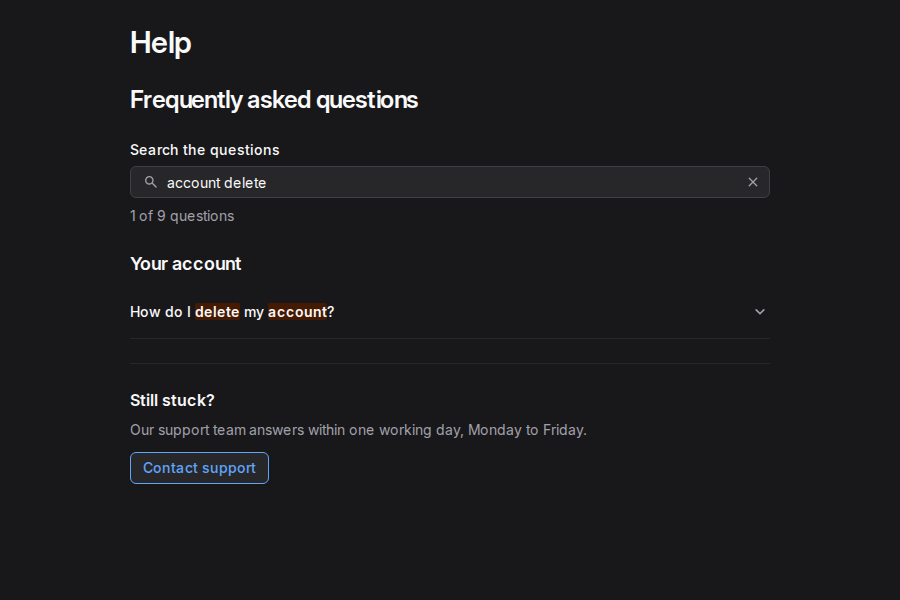 Help
Frequently asked questions
Search the questions
account delete
1 of 9 questions
Your account
How do I delete my account?
Still stuck?
Our support team answers within one working day, Monday to Friday.
Contact support